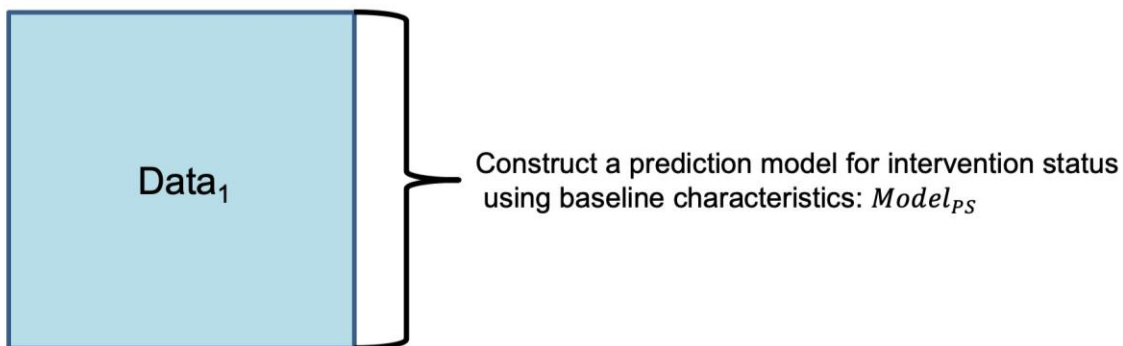 Data₁
Construct a prediction model for intervention status
using baseline characteristics: 𝑀𝑜𝑑𝑒𝑙ₚₛ